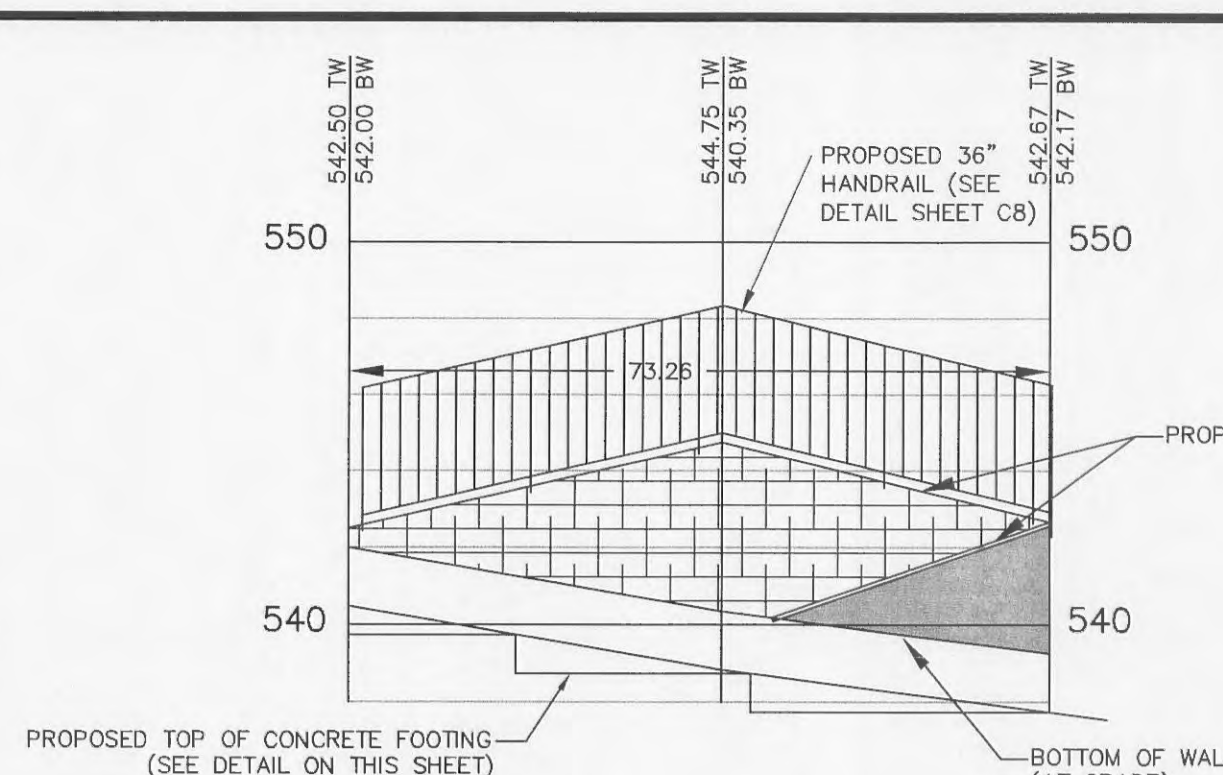 542.50 TW
542.00 BW
544.75 TW
540.35 BW
542.67 TW
542.17 BW
PROPOSED 36"
HANDRAIL (SEE
DETAIL SHEET C8)
550
550
73.26
540
540
PROPOSED TOP OF CONCRETE FOOTING
(SEE DETAIL ON THIS SHEET)
BOTTOM OF